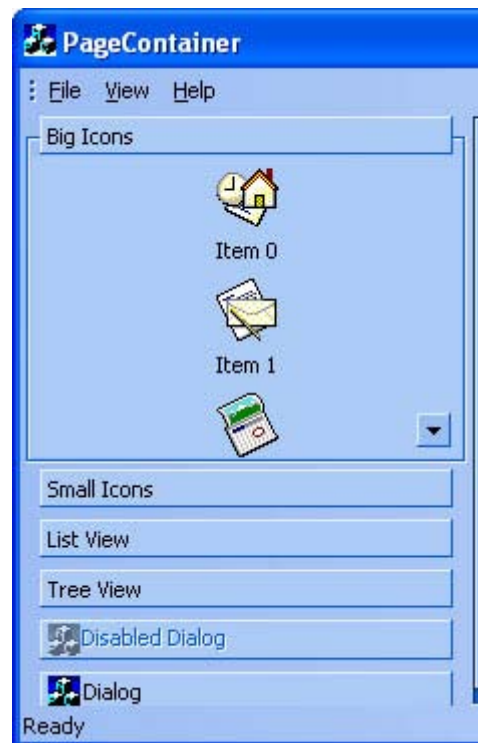 PageContainer
File View Help
Big Icons
Item 0
Item 1
Small Icons
List View
Tree View
Disabled Dialog
Dialog
Ready